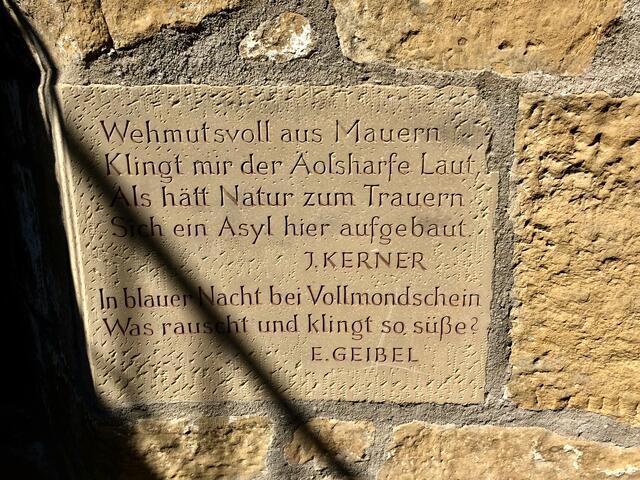 Wehmutsvoll aus Mauern
Klingt mir der Äolsharfe Laut,
Als hätt Natur zum Trauern
Sich ein Asyl hier aufgebaut.
J. KERNER
In blauer Nacht bei Vollmondschein
Was rauscht und klingt so süße?
E. GEIBEL